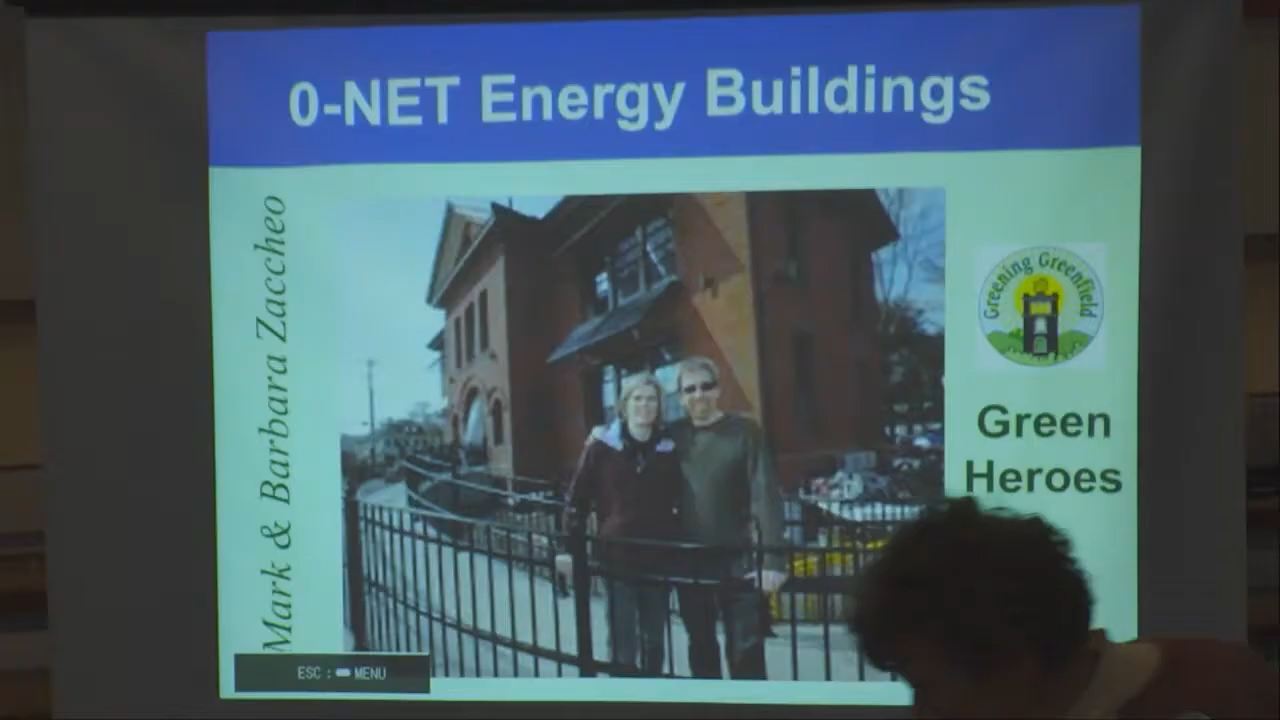 0-NET Energy Buildings
Mark & Barbara Zaccheo
Greening Greenfield
Green
Heroes
ESC : MENU